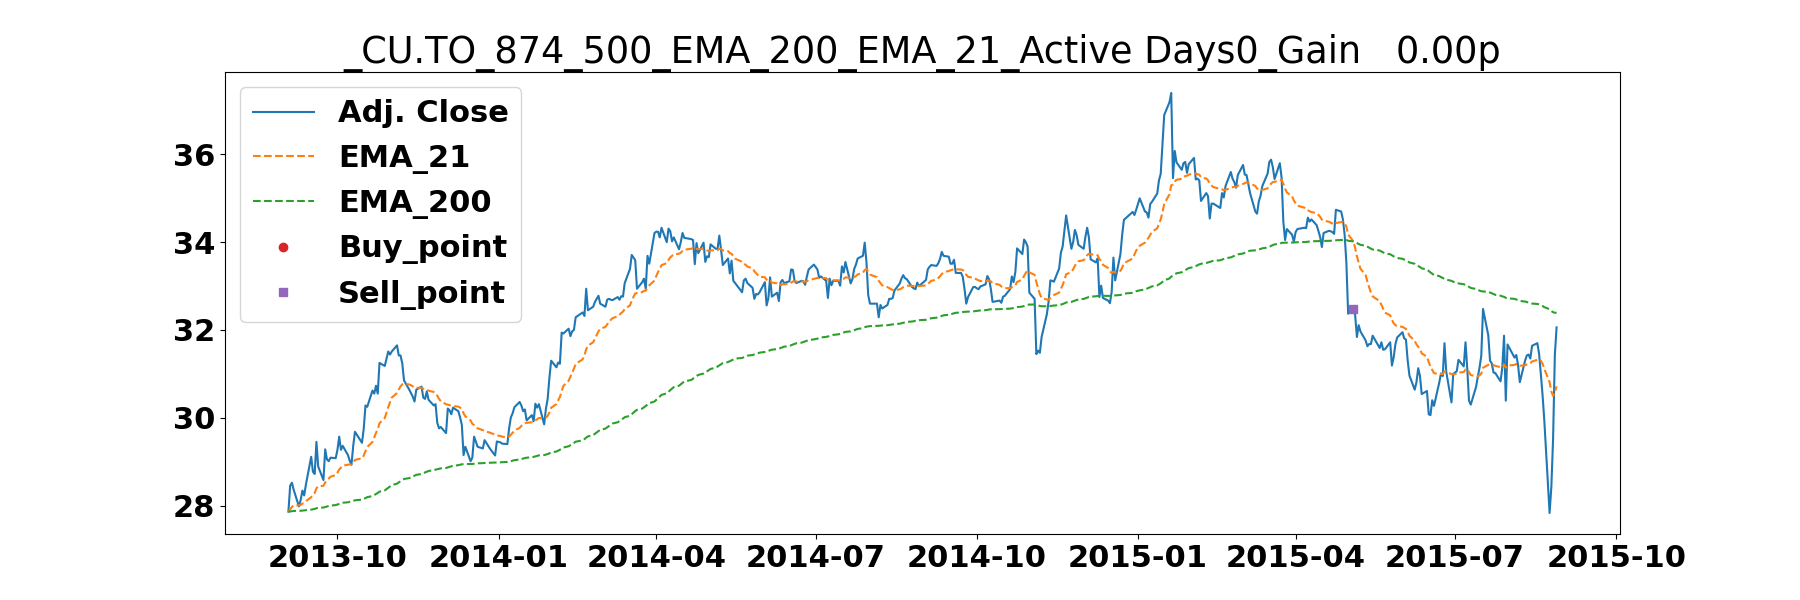 _CU.TO_874_500_EMA_200_EMA_21_Active Days0_Gain   0.00p
Adj. Close
EMA_21
EMA_200
Buy_point
Sell_point
36
34
32
30
28
2013-10 2014-01 2014-04 2014-07 2014-10 2015-01 2015-04 2015-07 2015-10